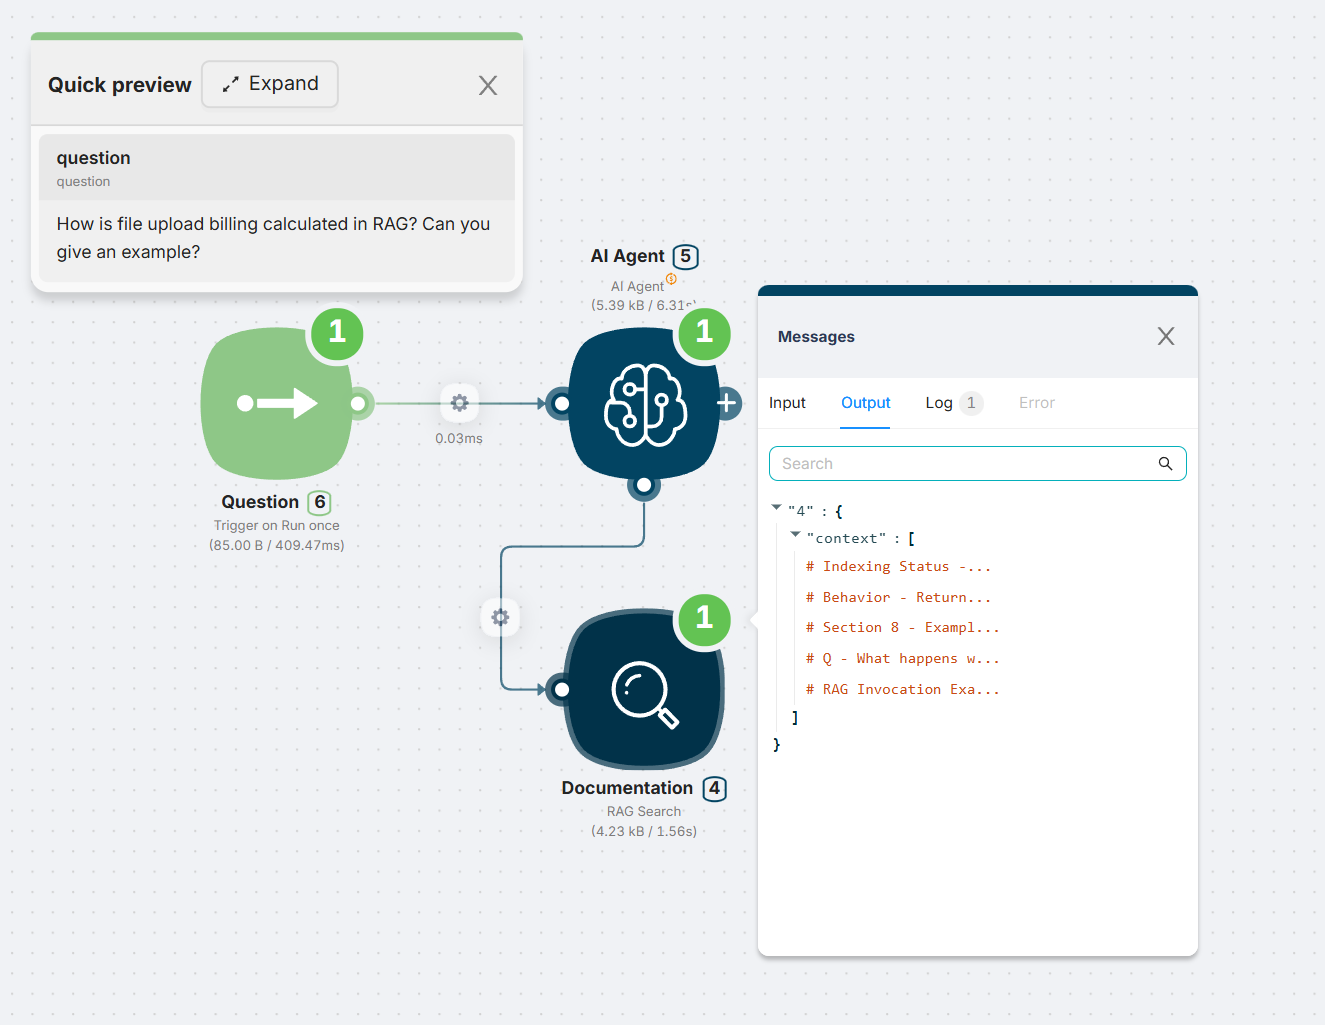 Quick preview
Expand
question
question
How is file upload billing calculated in RAG? Can you
give an example?
AI Agent 5
AI Agent
(5.39 kB / 6.31s)
1
1
0.03ms
Question 6
Trigger on Run once
(85.00 B / 409.47ms)
1
Documentation 4
RAG Search
(4.23 kB / 1.56s)
Messages
Input Output Log 1 Error
Search
"4" : {
"context" : [
# Indexing Status -...
# Behavior - Return...
# Section 8 - Exampl...
# Q - What happens w...
# RAG Invocation Exa...
]
}